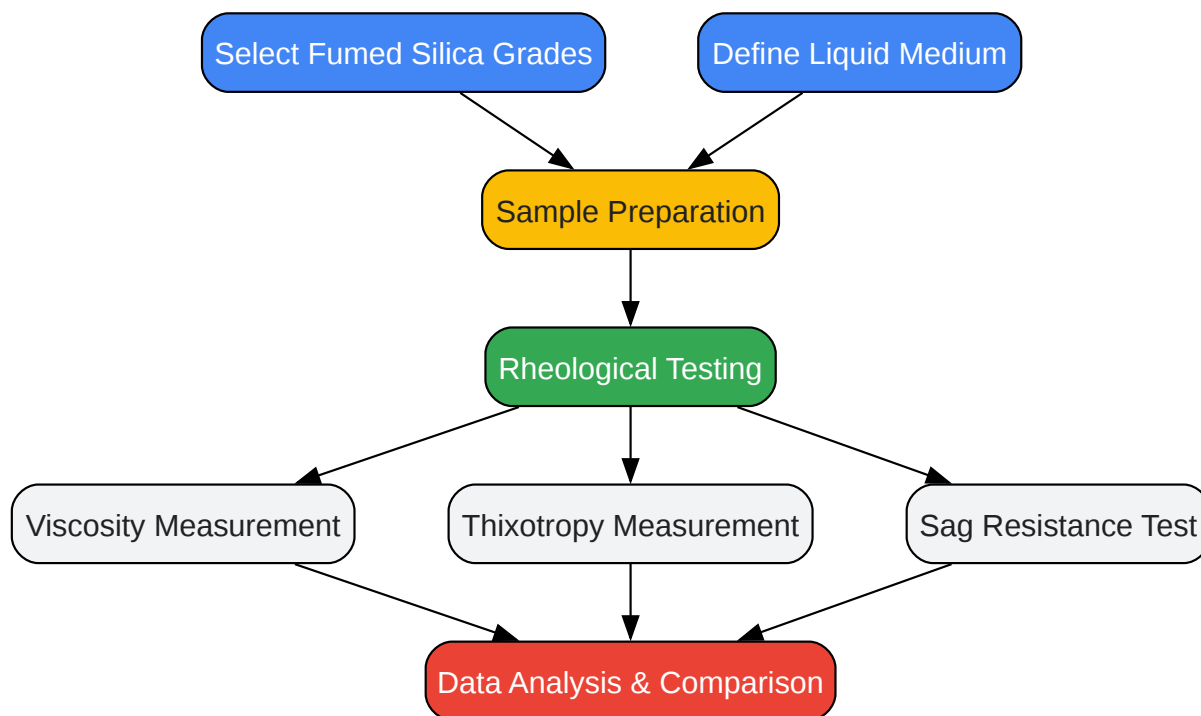 Select Fumed Silica Grades
Define Liquid Medium
Sample Preparation
Rheological Testing
Viscosity Measurement
Thixotropy Measurement
Sag Resistance Test
Data Analysis & Comparison